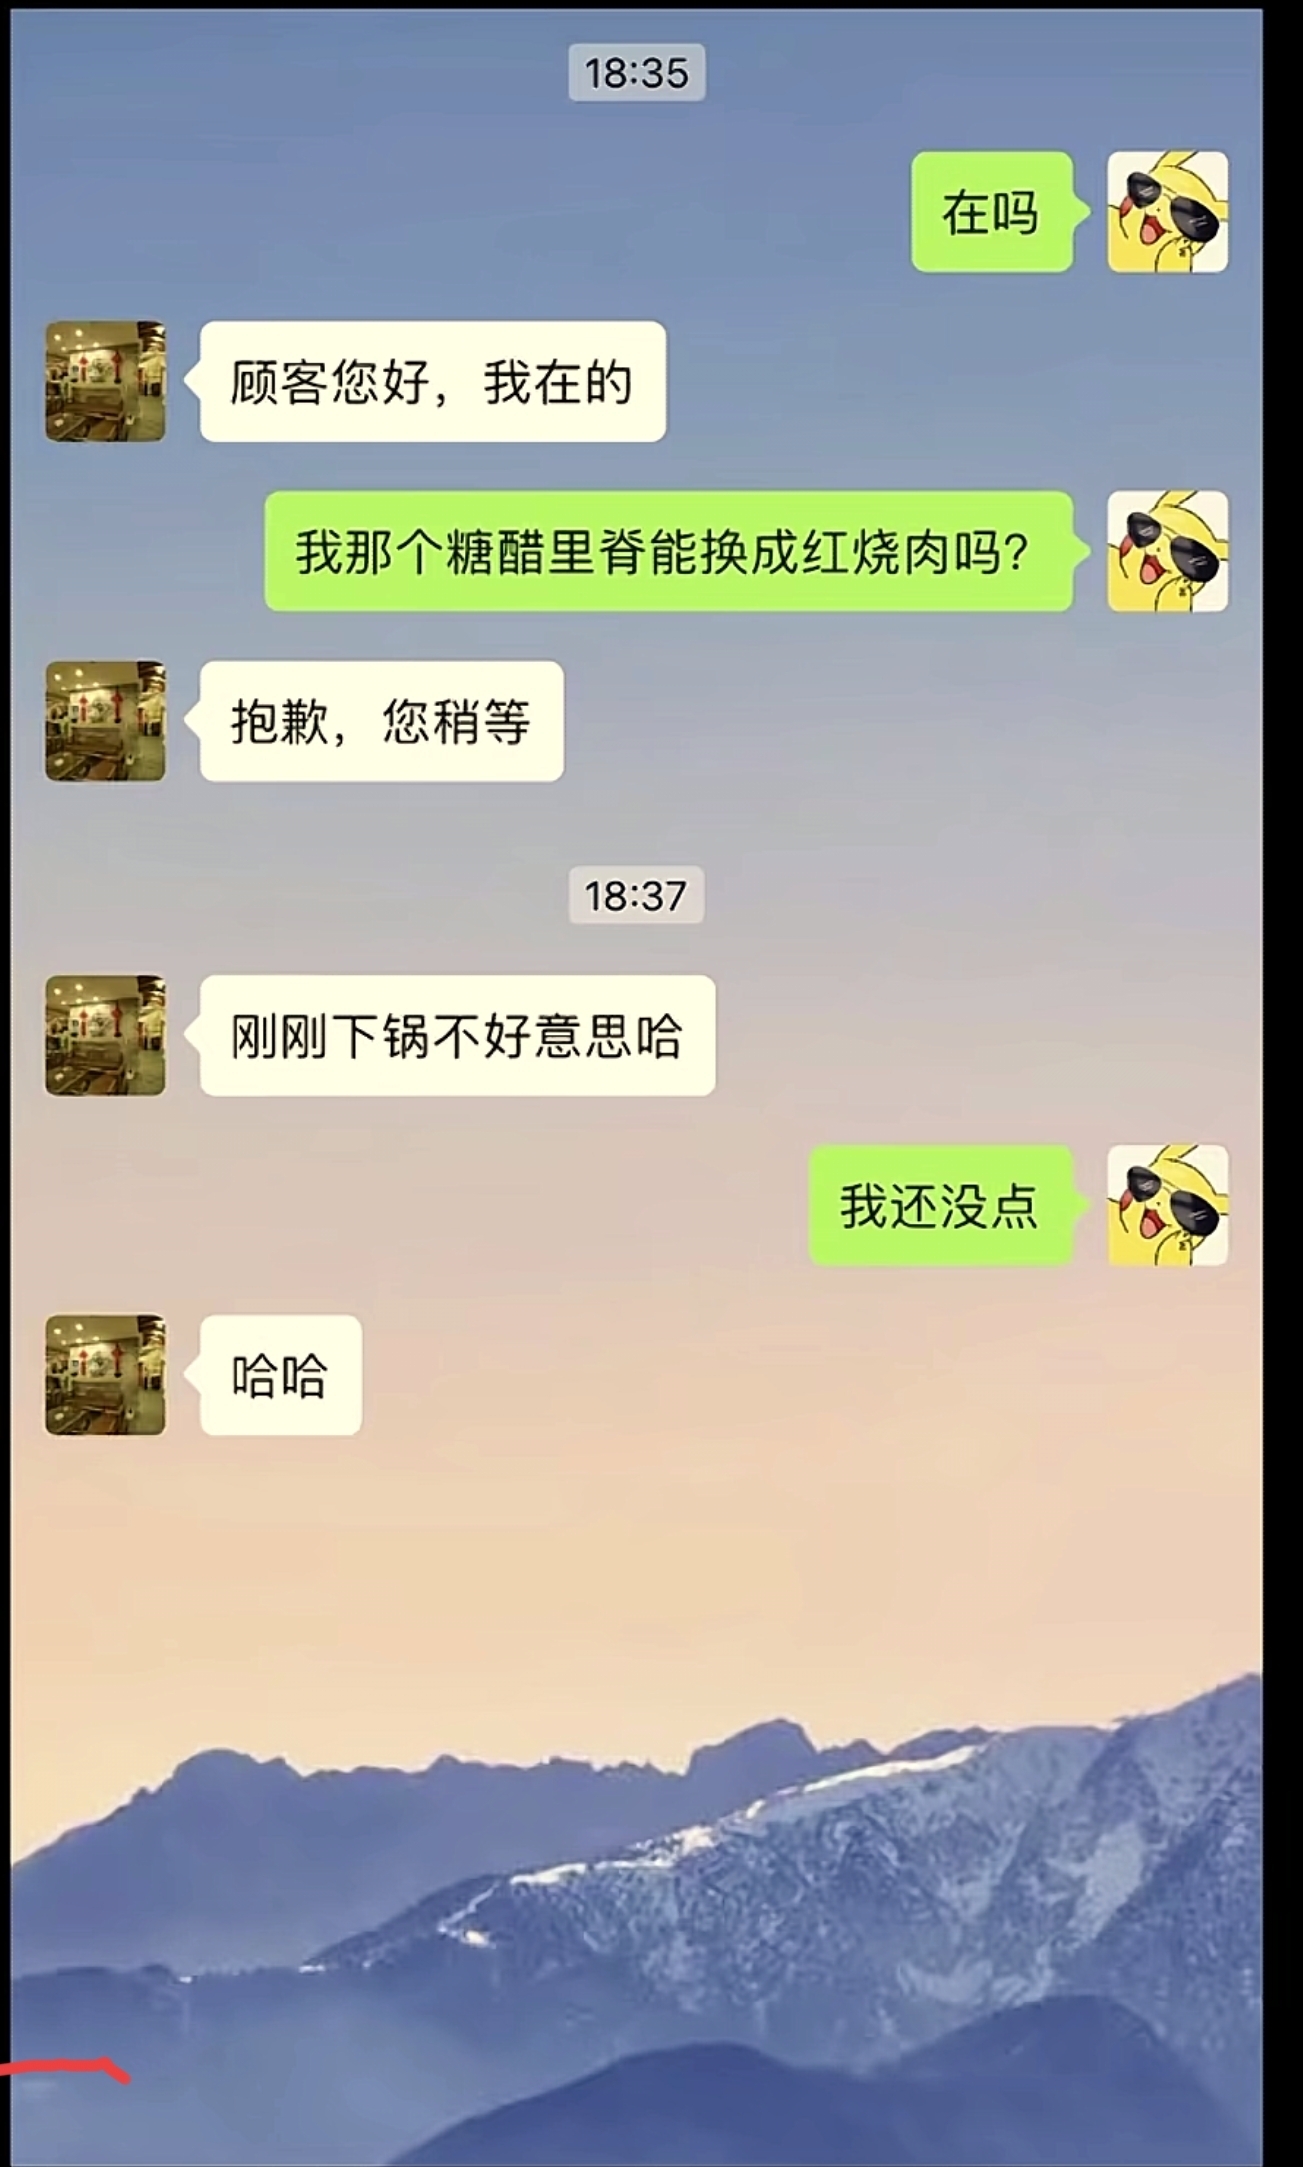 18:35
在吗
顾客您好，我在的
我那个糖醋里脊能换成红烧肉吗？
抱歉，您稍等
18:37
刚刚下锅不好意思哈
我还没点
哈哈